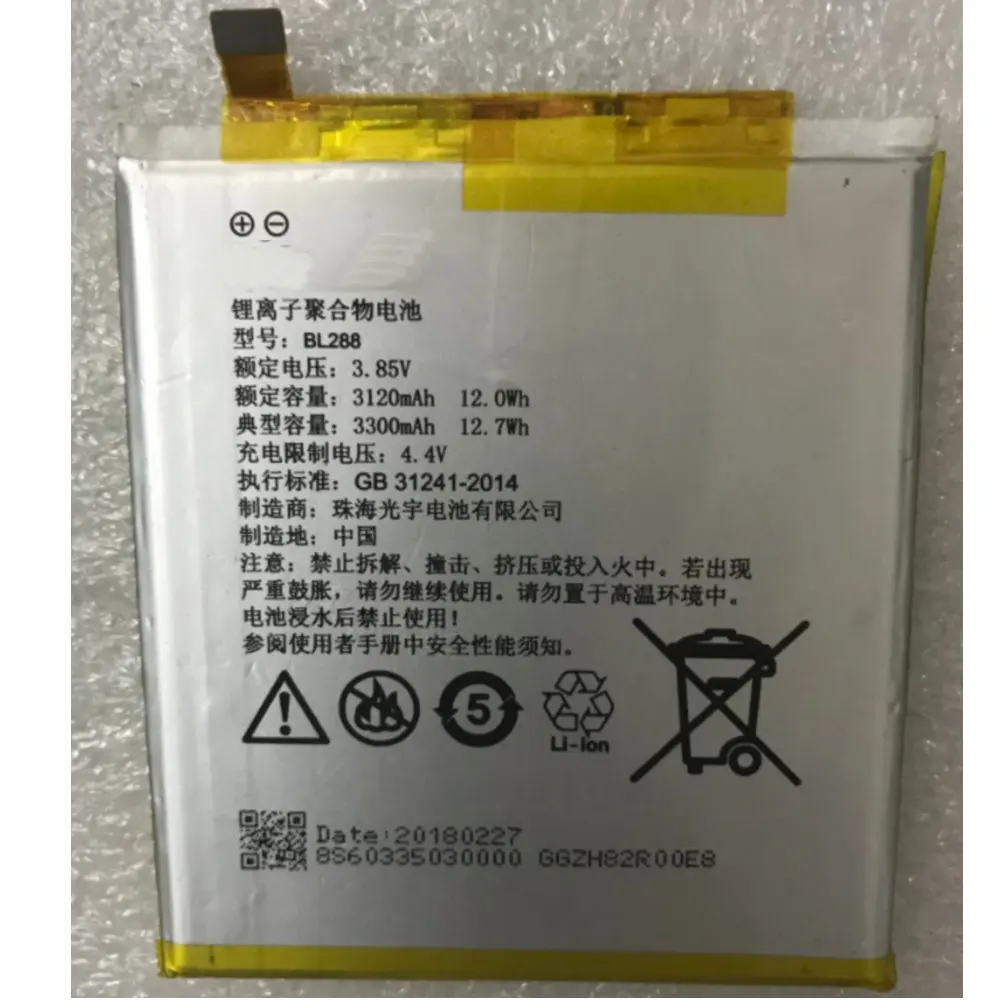 ⊕ ⊖
锂离子聚合物电池
型号：BL288
额定电压：3.85V
额定容量：3120mAh 12.0Wh
典型容量：3300mAh 12.7Wh
充电限制电压：4.4V
执行标准：GB 31241-2014
制造商：珠海光宇电池有限公司
制造地：中国
注意：禁止拆解、撞击、挤压或投入火中。若出现
严重鼓胀，请勿继续使用。请勿置于高温环境中。
电池浸水后禁止使用！
参阅使用者手册中安全性能须知。
5
Li-ion
Date:20180227
8S60335030000 GGZH82R00E8